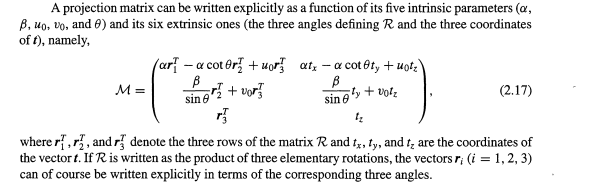 A projection matrix can be written explicitly as a function of its five intrinsic parameters (α,
β, u₀, v₀, and θ) and its six extrinsic ones (the three angles defining ℛ and the three coordinates
of t), namely,
ℳ = ( αr₁ᵀ − α cot θr₂ᵀ + u₀r₃ᵀ   αtₓ − α cot θt_y + u₀t_z
β/sin θ r₂ᵀ + v₀r₃ᵀ   β/sin θ t_y + v₀t_z
r₃ᵀ   t_z ),   (2.17)
where r₁ᵀ, r₂ᵀ, and r₃ᵀ denote the three rows of the matrix ℛ and tₓ, t_y, and t_z are the coordinates of
the vector t. If ℛ is written as the product of three elementary rotations, the vectors rᵢ (i = 1, 2, 3)
can of course be written explicitly in terms of the corresponding three angles.